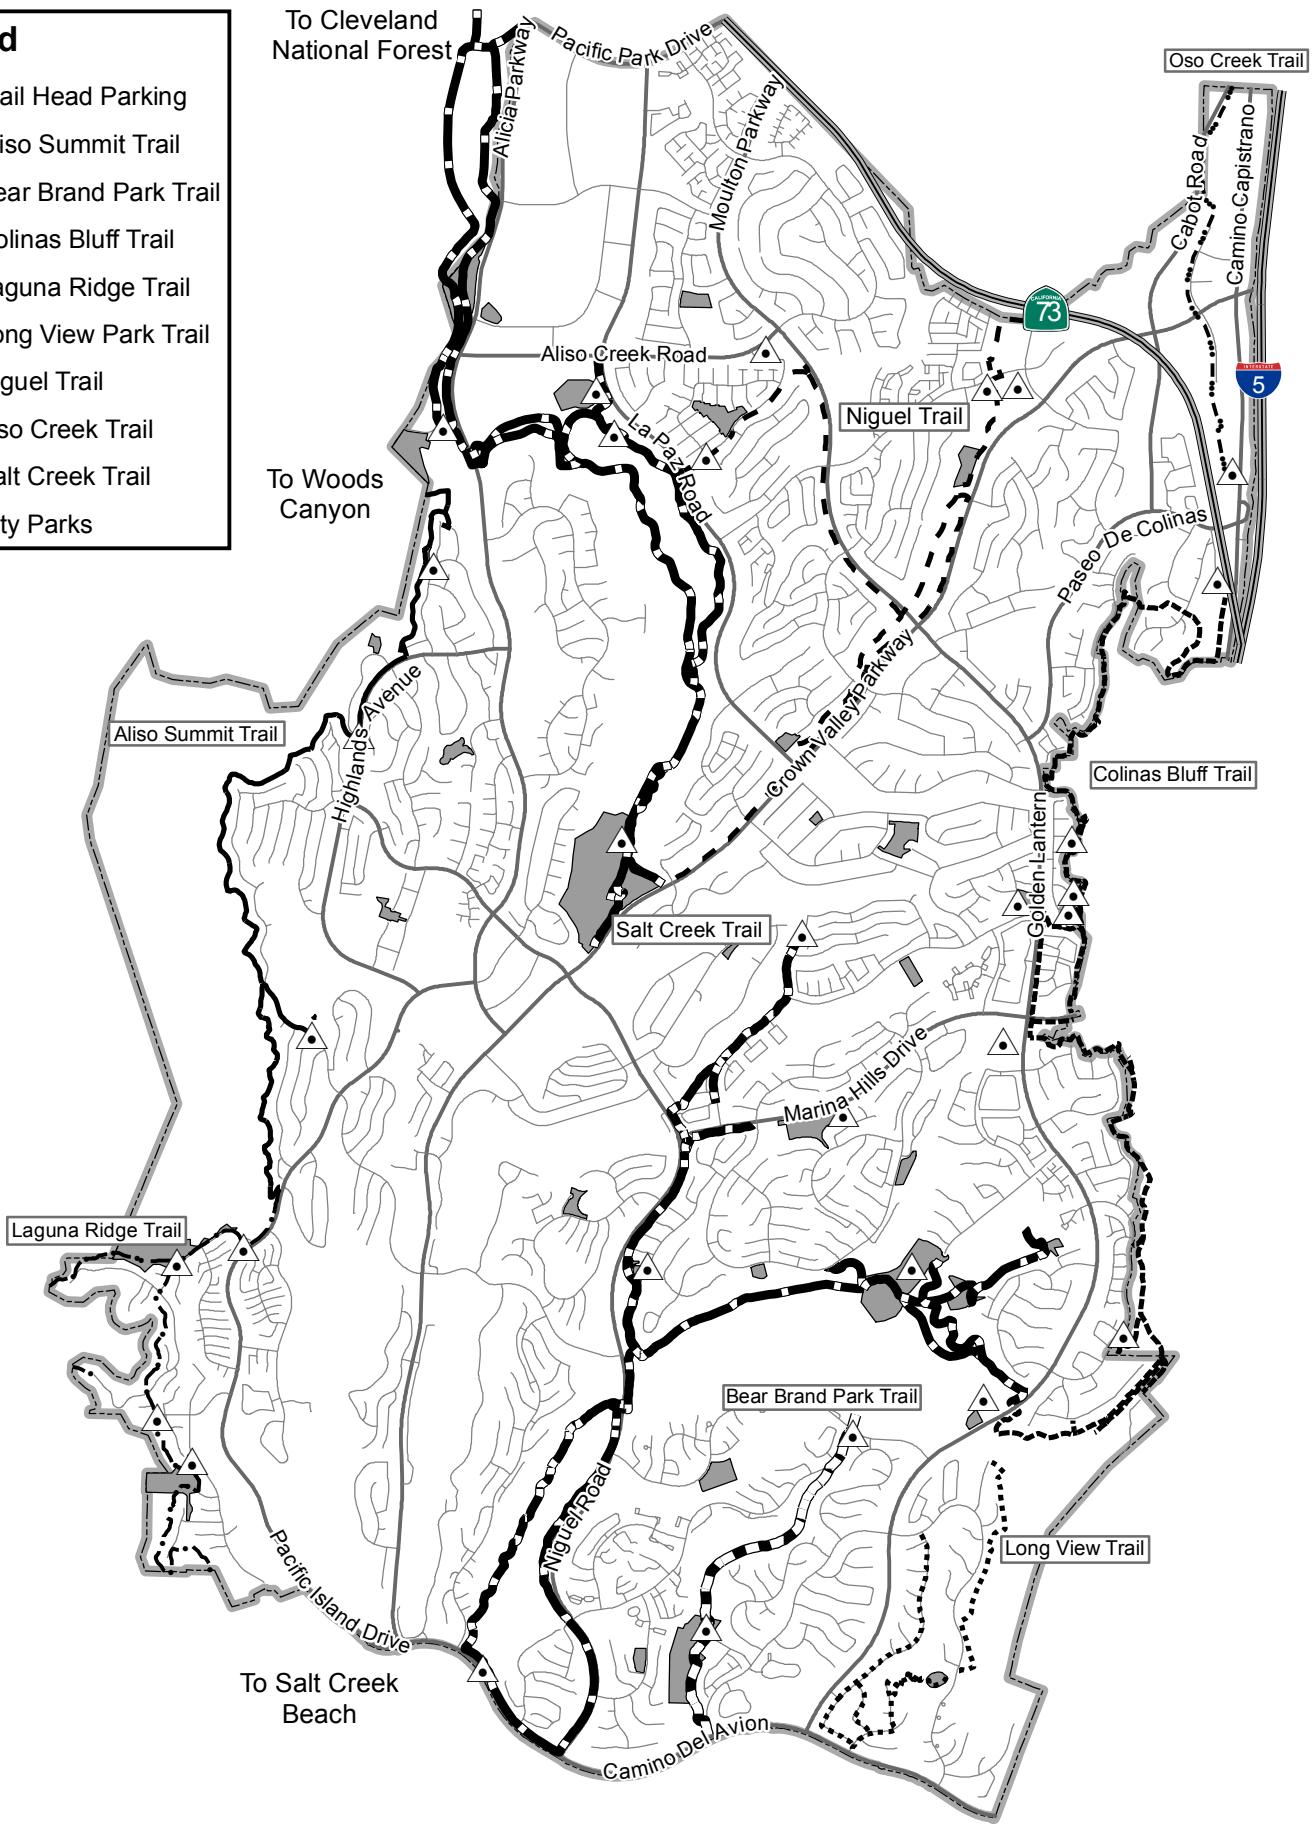 d
ail Head Parking
iso Summit Trail
ear Brand Park Trail
olinas Bluff Trail
aguna Ridge Trail
ong View Park Trail
iguel Trail
so Creek Trail
alt Creek Trail
ty Parks
To Cleveland
National Forest
Pacific Park Drive
Alicia Parkway
Moulton Parkway
Oso Creek Trail
Cabot Road
Camino Capistrano
CALIFORNIA
73
INTERSTATE
5
Aliso Creek Road
Niguel Trail
La Paz Road
To Woods
Canyon
Paseo De Colinas
Highlands Avenue
Aliso Summit Trail
Crown Valley Parkway
Colinas Bluff Trail
Golden Lantern
Salt Creek Trail
Marina Hills Drive
Laguna Ridge Trail
Bear Brand Park Trail
Niguel Road
Long View Trail
Pacific Island Drive
To Salt Creek
Beach
Camino Del Avion